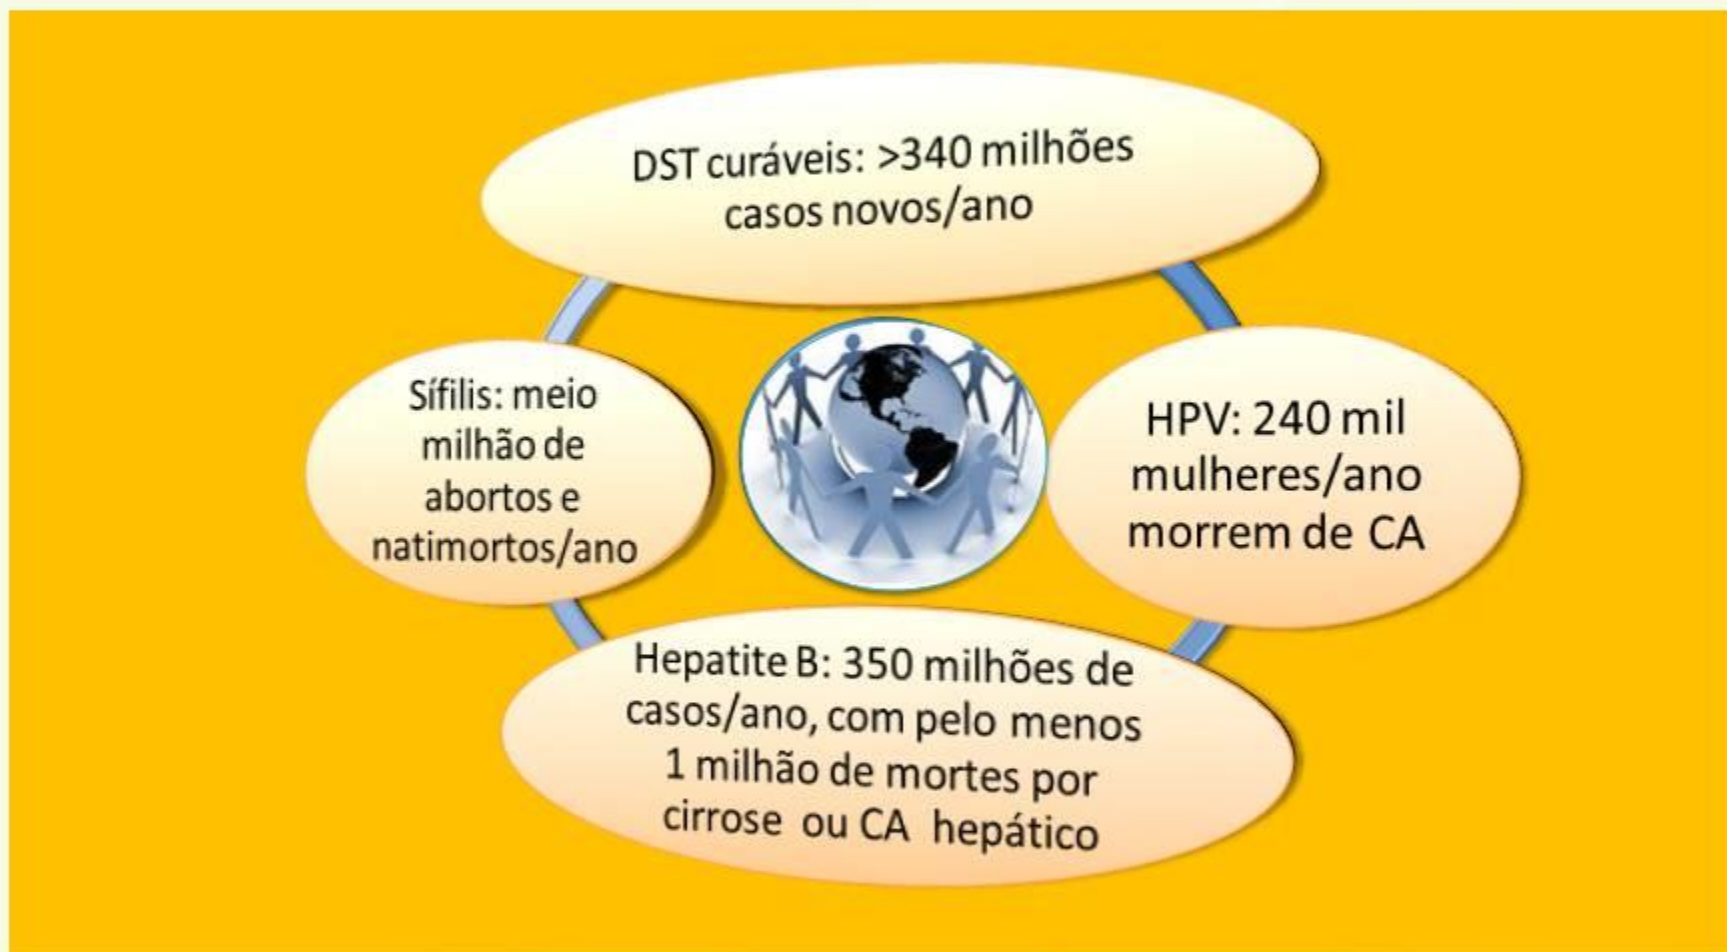 DST curáveis: >340 milhões
casos novos/ano
Sífilis: meio
milhão de
abortos e
natimortos/ano
HPV: 240 mil
mulheres/ano
morrem de CA
Hepatite B: 350 milhões de
casos/ano, com pelo menos
1 milhão de mortes por
cirrose ou CA hepático